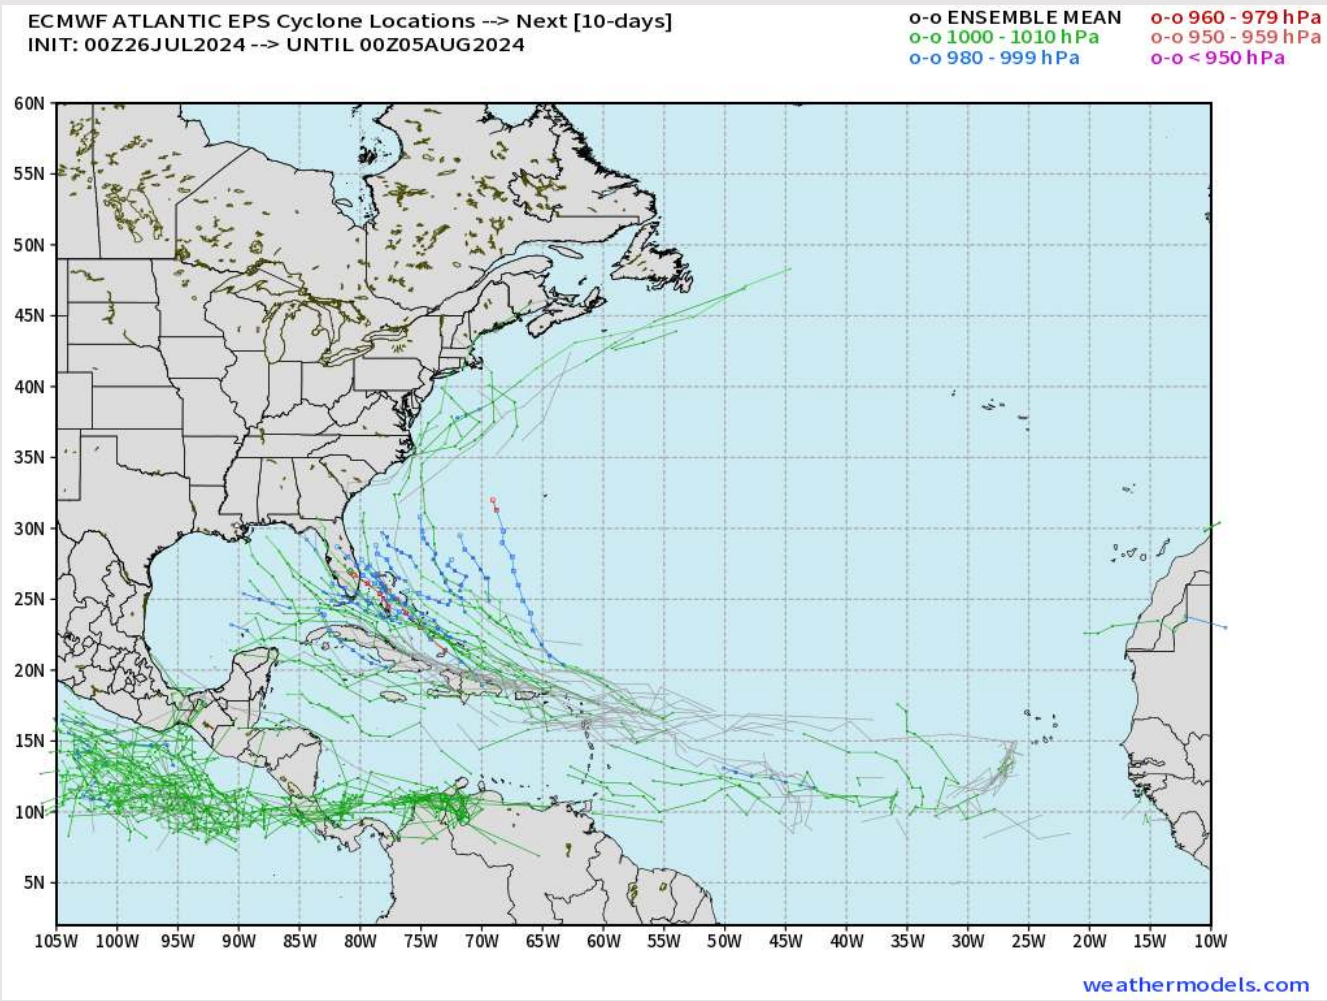 ECMWF ATLANTIC EPS Cyclone Locations --> Next [10-days]
INIT: 00Z26JUL2024 --> UNTIL 00Z05AUG2024
o-o ENSEMBLE MEAN
o-o 1000 - 1010 hPa
o-o 980 - 999 hPa
o-o 960 - 979 hPa
o-o 950 - 959 hPa
o-o < 950 hPa
60N
55N
50N
45N
40N
35N
30N
25N
20N
15N
10N
5N
105W 100W 95W 90W 85W 80W 75W 70W 65W 60W 55W 50W 45W 40W 35W 30W 25W 20W 15W 10W
weathermodels.com